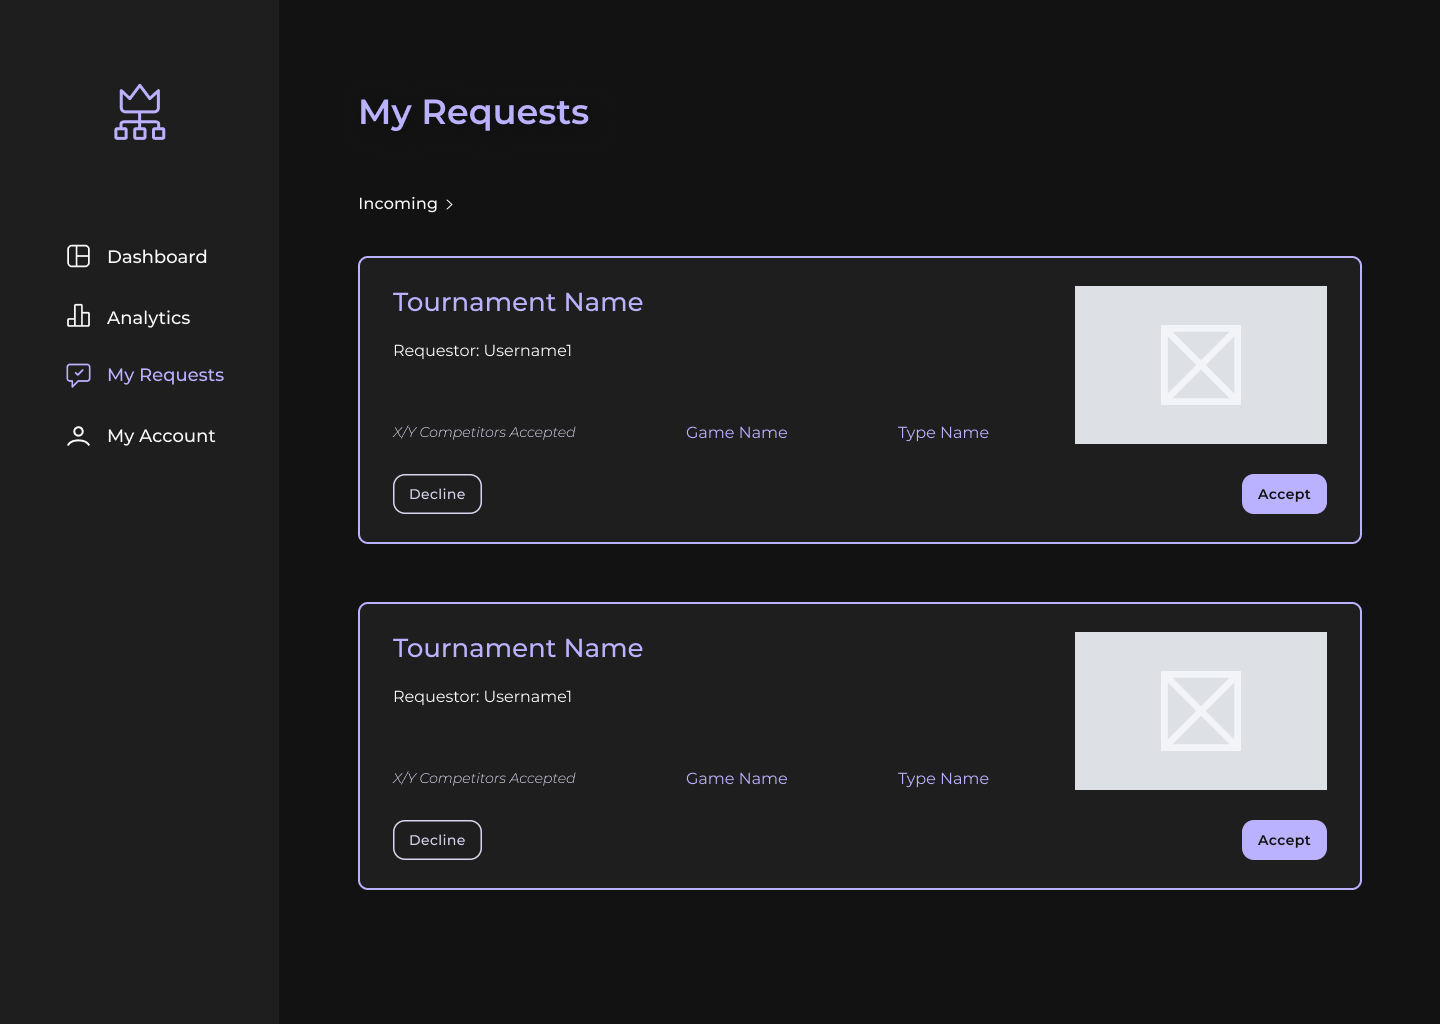 My Requests
Incoming
Dashboard
Analytics
My Requests
My Account
Tournament Name
Requestor: Username1
X/Y Competitors Accepted
Game Name
Type Name
Decline
Accept
Tournament Name
Requestor: Username1
X/Y Competitors Accepted
Game Name
Type Name
Decline
Accept